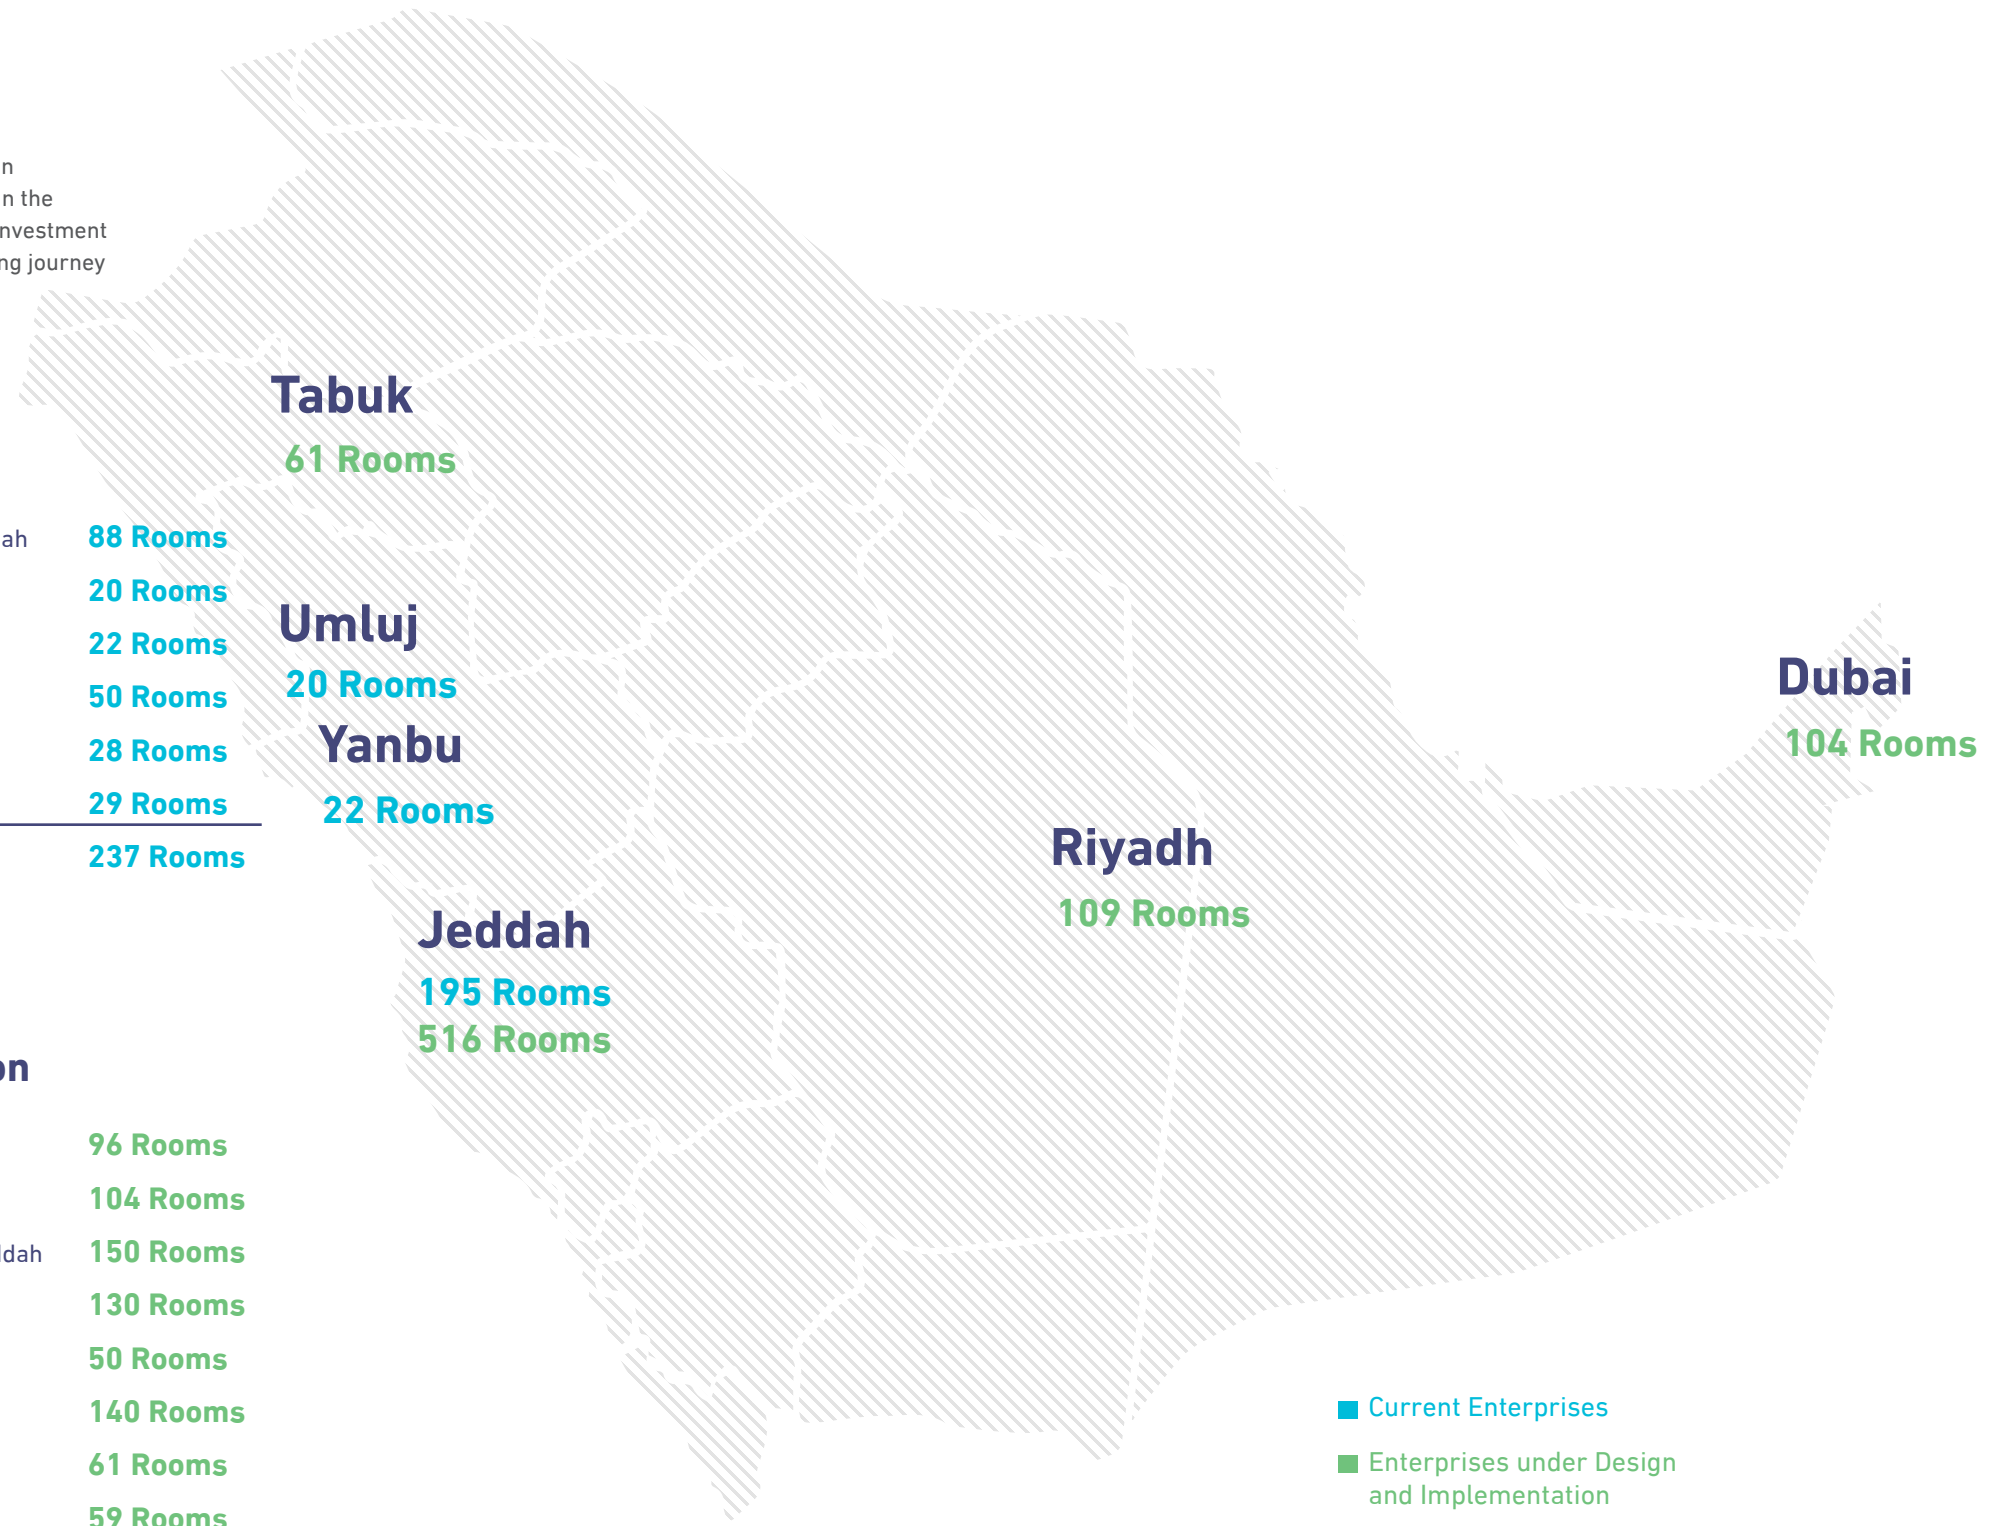 n
n the
nvestment
ng journey
ah 88 Rooms
20 Rooms
22 Rooms
50 Rooms
28 Rooms
29 Rooms
237 Rooms
on
96 Rooms
104 Rooms
ddah 150 Rooms
130 Rooms
50 Rooms
140 Rooms
61 Rooms
59 Rooms
Tabuk
61 Rooms
Umluj
20 Rooms
Yanbu
22 Rooms
Jeddah
195 Rooms
516 Rooms
Riyadh
109 Rooms
Dubai
104 Rooms
Current Enterprises
Enterprises under Design
and Implementation